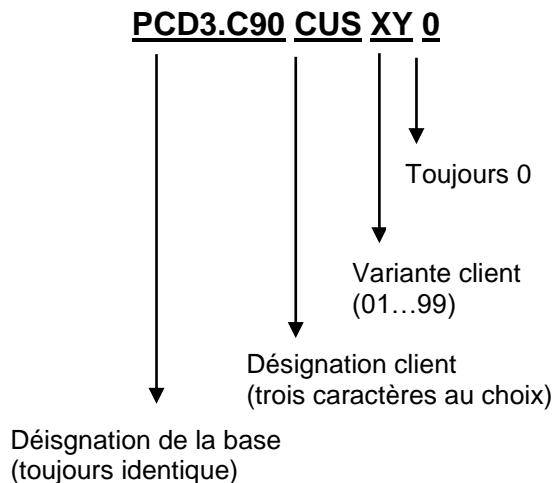 PCD3.C90 CUS XY 0
Toujours 0
Variante client
(01…99)
Désignation client
(trois caractères au choix)
Déisgnation de la base
(toujours identique)